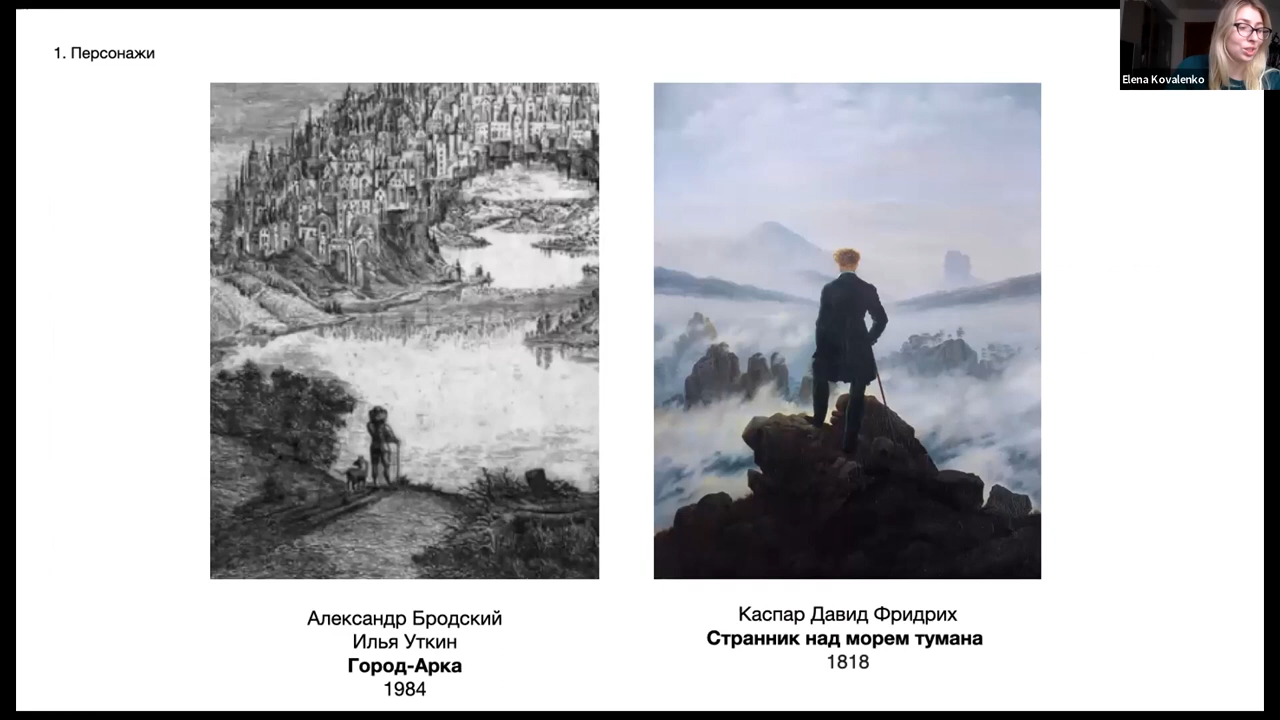 1. Персонажи
Elena Kovalenko
Александр Бродский
Илья Уткин
Город-Арка
1984
Каспар Давид Фридрих
Странник над морем тумана
1818